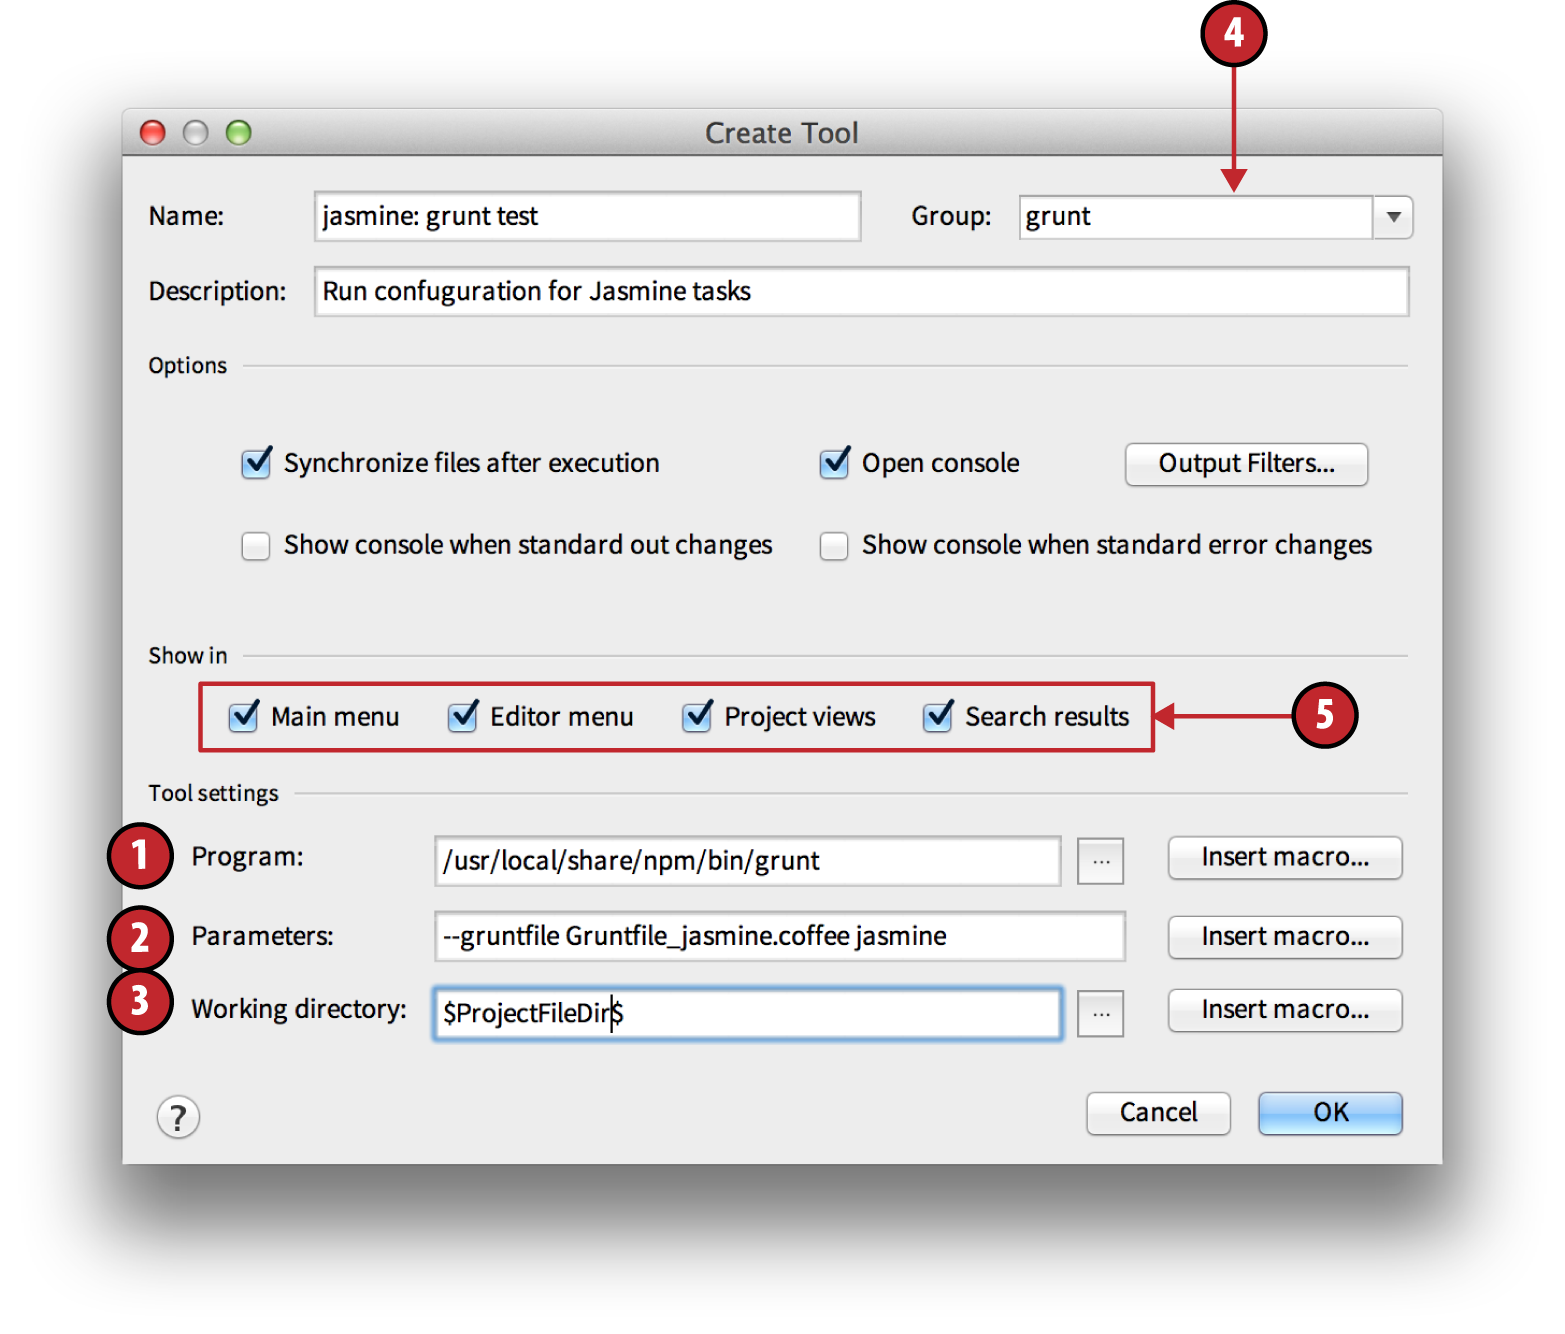 4
Create Tool
Name: jasmine: grunt test Group: grunt
Description: Run confuguration for Jasmine tasks
Options
Synchronize files after execution Open console Output Filters...
Show console when standard out changes Show console when standard error changes
Show in
Main menu Editor menu Project views Search results 5
Tool settings
1 Program: /usr/local/share/npm/bin/grunt ... Insert macro...
2 Parameters: --gruntfile Gruntfile_jasmine.coffee jasmine Insert macro...
3 Working directory: $ProjectFileDir$ ... Insert macro...
? Cancel OK